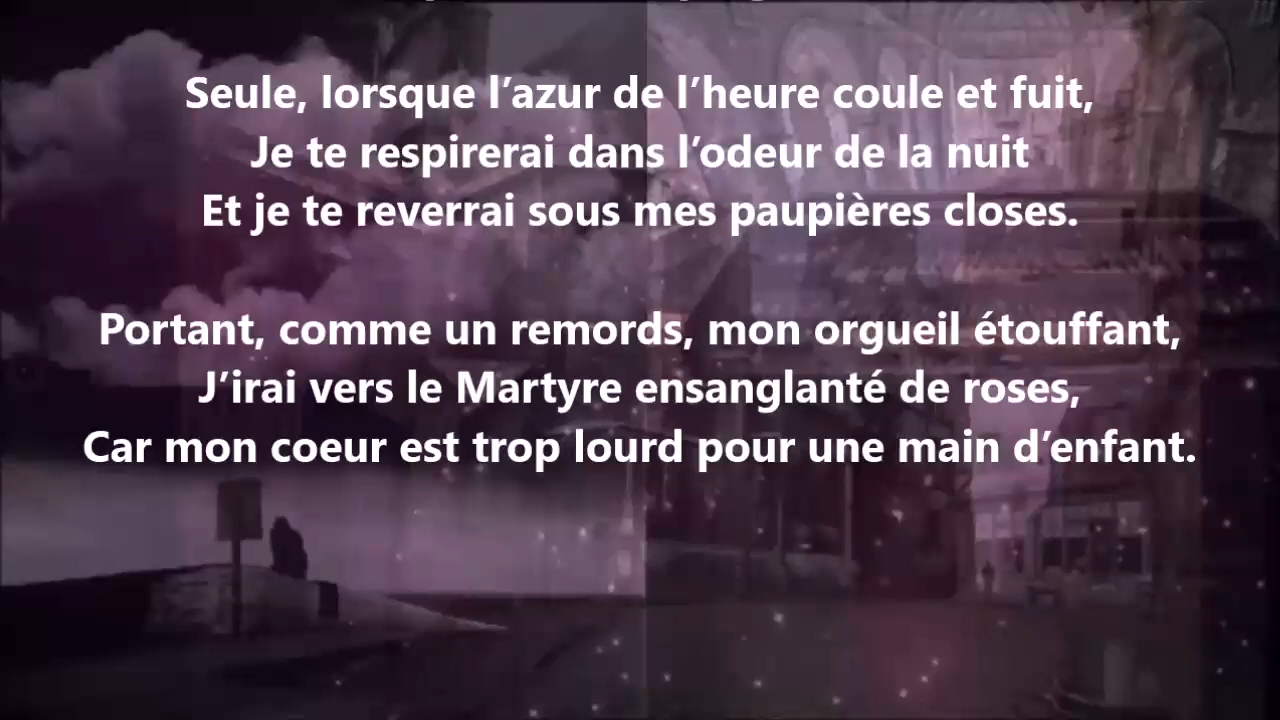 Seule, lorsque l’azur de l’heure coule et fuit,
Je te respirerai dans l’odeur de la nuit
Et je te reverrai sous mes paupières closes.
Portant, comme un remords, mon orgueil étouffant,
J’irai vers le Martyre ensanglanté de roses,
Car mon coeur est trop lourd pour une main d’enfant.